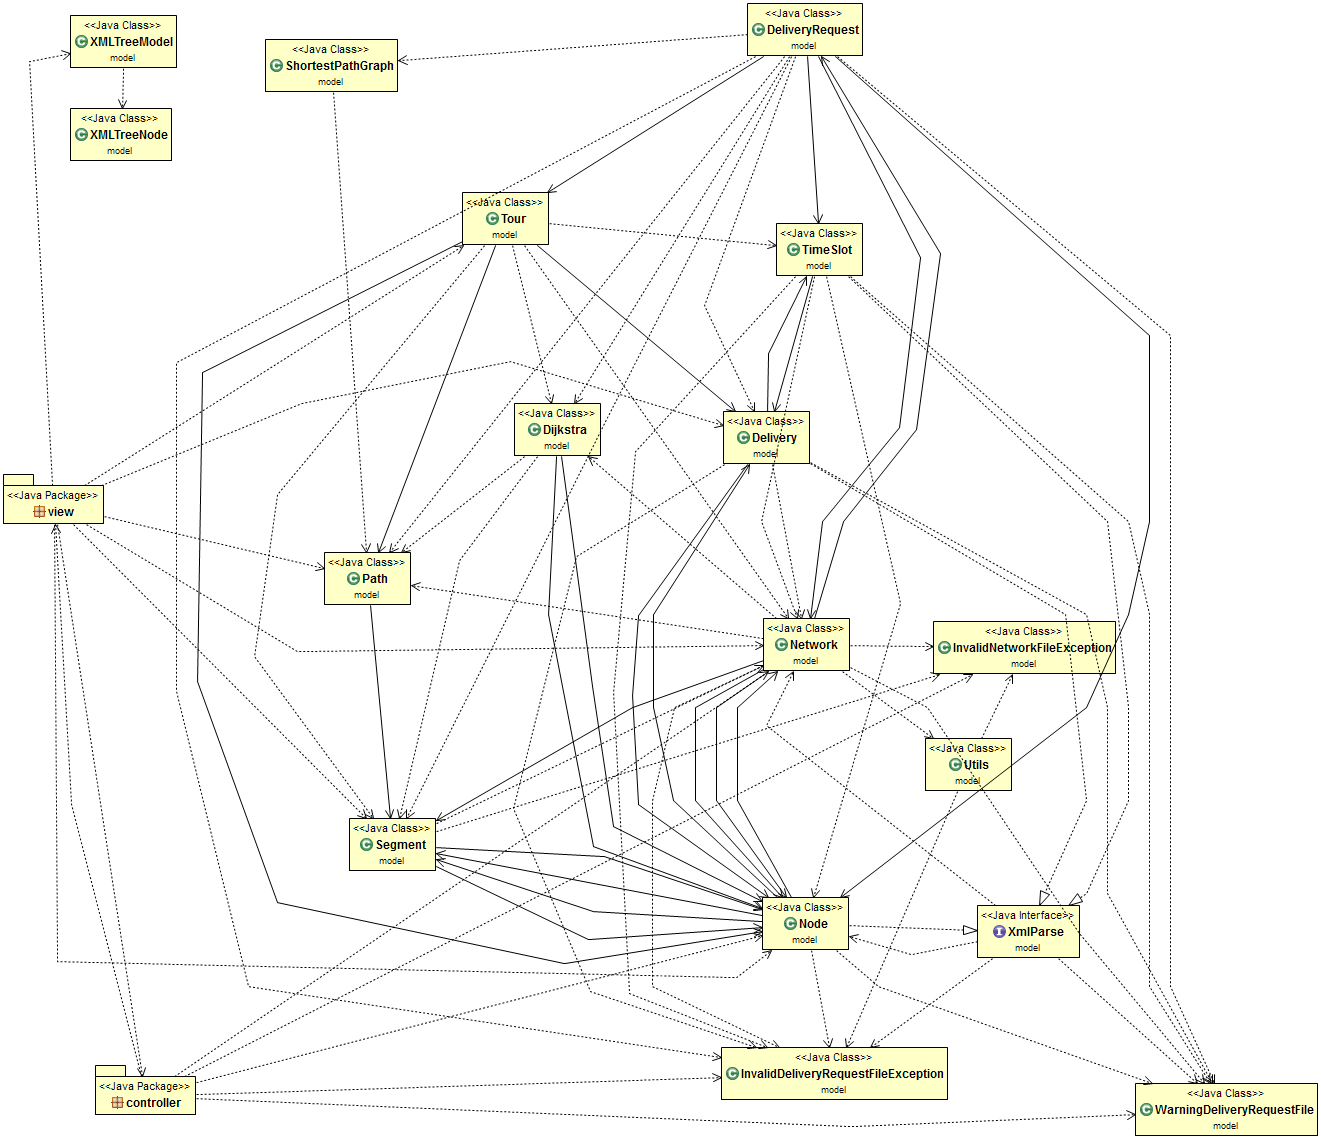 <<Java Class>>
XMLTreeModel
model
<<Java Class>>
ShortestPathGraph
model
<<Java Class>>
DeliveryRequest
model
<<Java Class>>
XMLTreeNode
model
<<Java Class>>
Tour
model
<<Java Class>>
TimeSlot
model
<<Java Class>>
Dijkstra
model
<<Java Class>>
Delivery
model
<<Java Package>>
view
<<Java Class>>
Path
model
<<Java Class>>
Network
model
<<Java Class>>
InvalidNetworkFileException
model
<<Java Class>>
Utils
model
<<Java Class>>
Segment
model
<<Java Class>>
Node
model
<<Java Interface>>
XmlParse
model
<<Java Package>>
controller
<<Java Class>>
InvalidDeliveryRequestFileException
model
<<Java Class>>
WarningDeliveryRequestFile
model